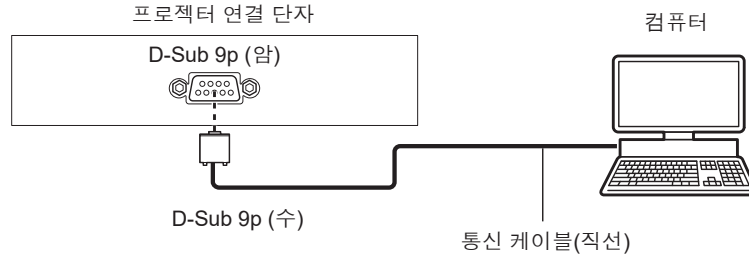 프로젝터 연결 단자
컴퓨터
D-Sub 9p (암)
D-Sub 9p (수)
통신 케이블(직선)